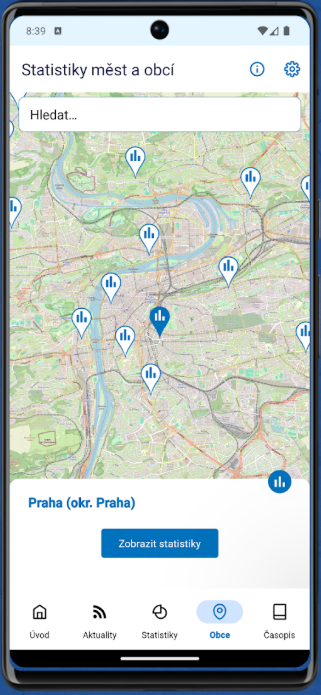 8:39
Statistiky měst a obcí
Hledat...
Praha (okr. Praha)
Zobrazit statistiky
Úvod
Aktuality
Statistiky
Obce
Časopis